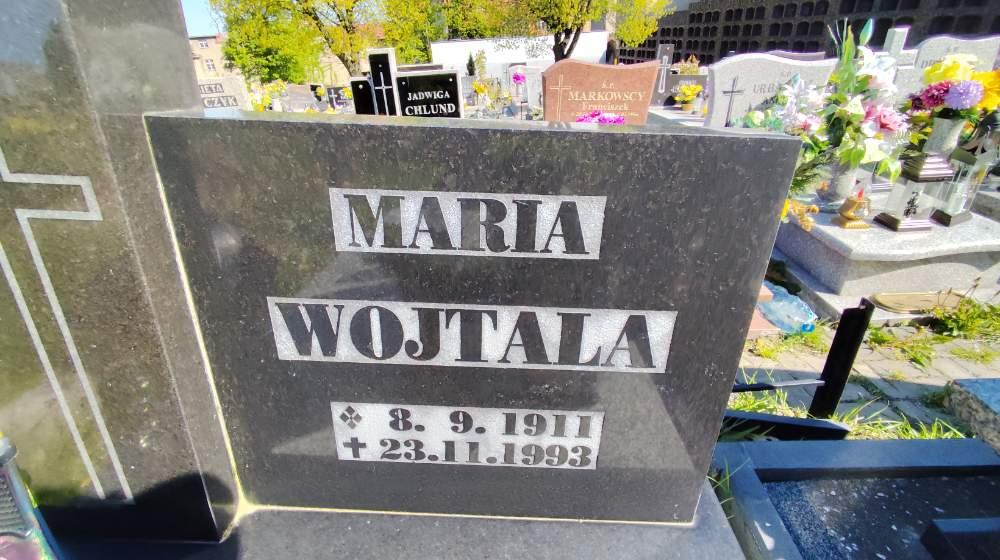 MARIA
WOJTALA
8. 9. 1911
23.11.1993
JADWIGA
CHLUND
ś.p.
MARKOWSCY
Franciszek